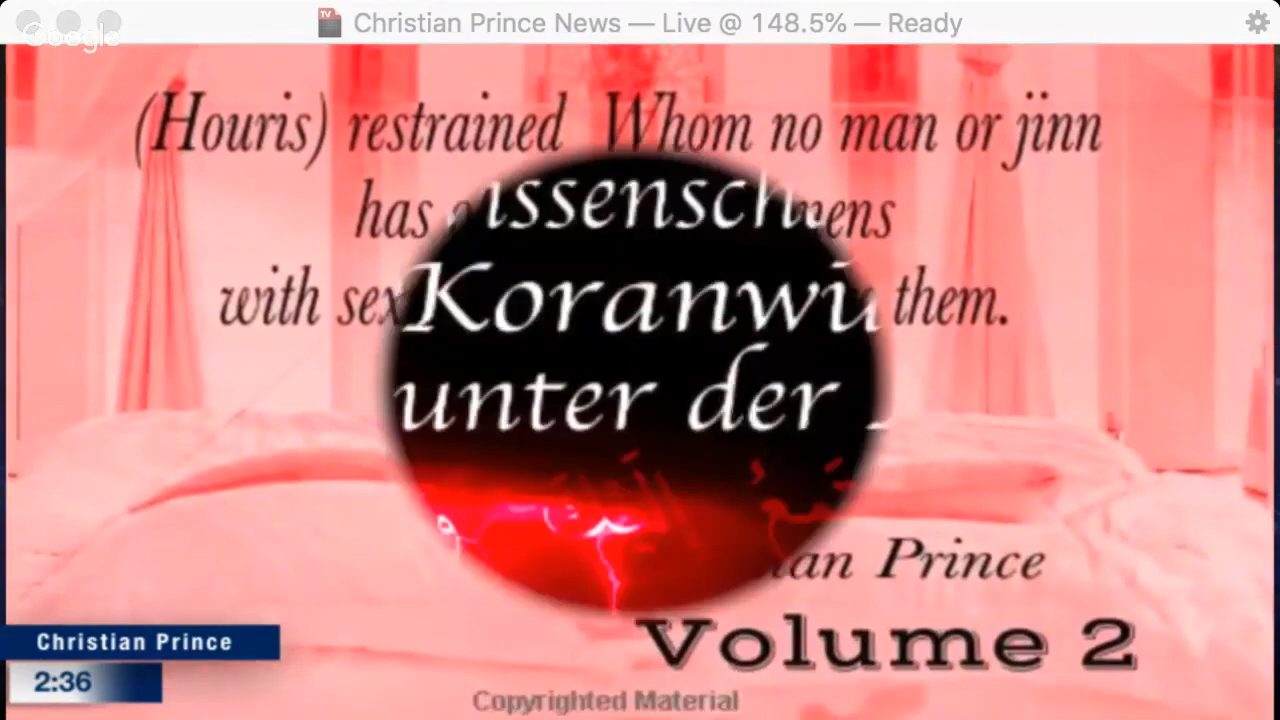 Christian Prince News — Live @ 148.5% — Ready
Google
(Houris) restrained Whom no man or jinn
has
with sex them.
unter der
Prince
Volume 2
Christian Prince
2:36
Copyrighted Material